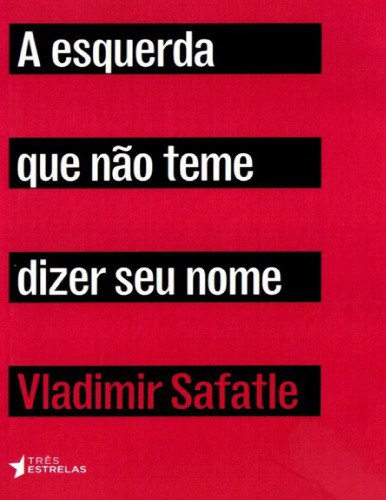 A esquerda
que não teme
dizer seu nome
Vladimir Safatle
TRÊS
ESTRELAS